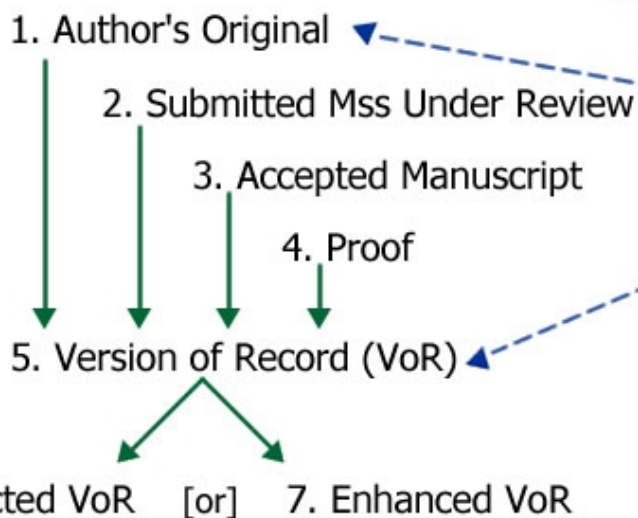 1. Author's Original
2. Submitted Mss Under Review
3. Accepted Manuscript
4. Proof
5. Version of Record (VoR)
VoR [or] 7. Enhanced VoR